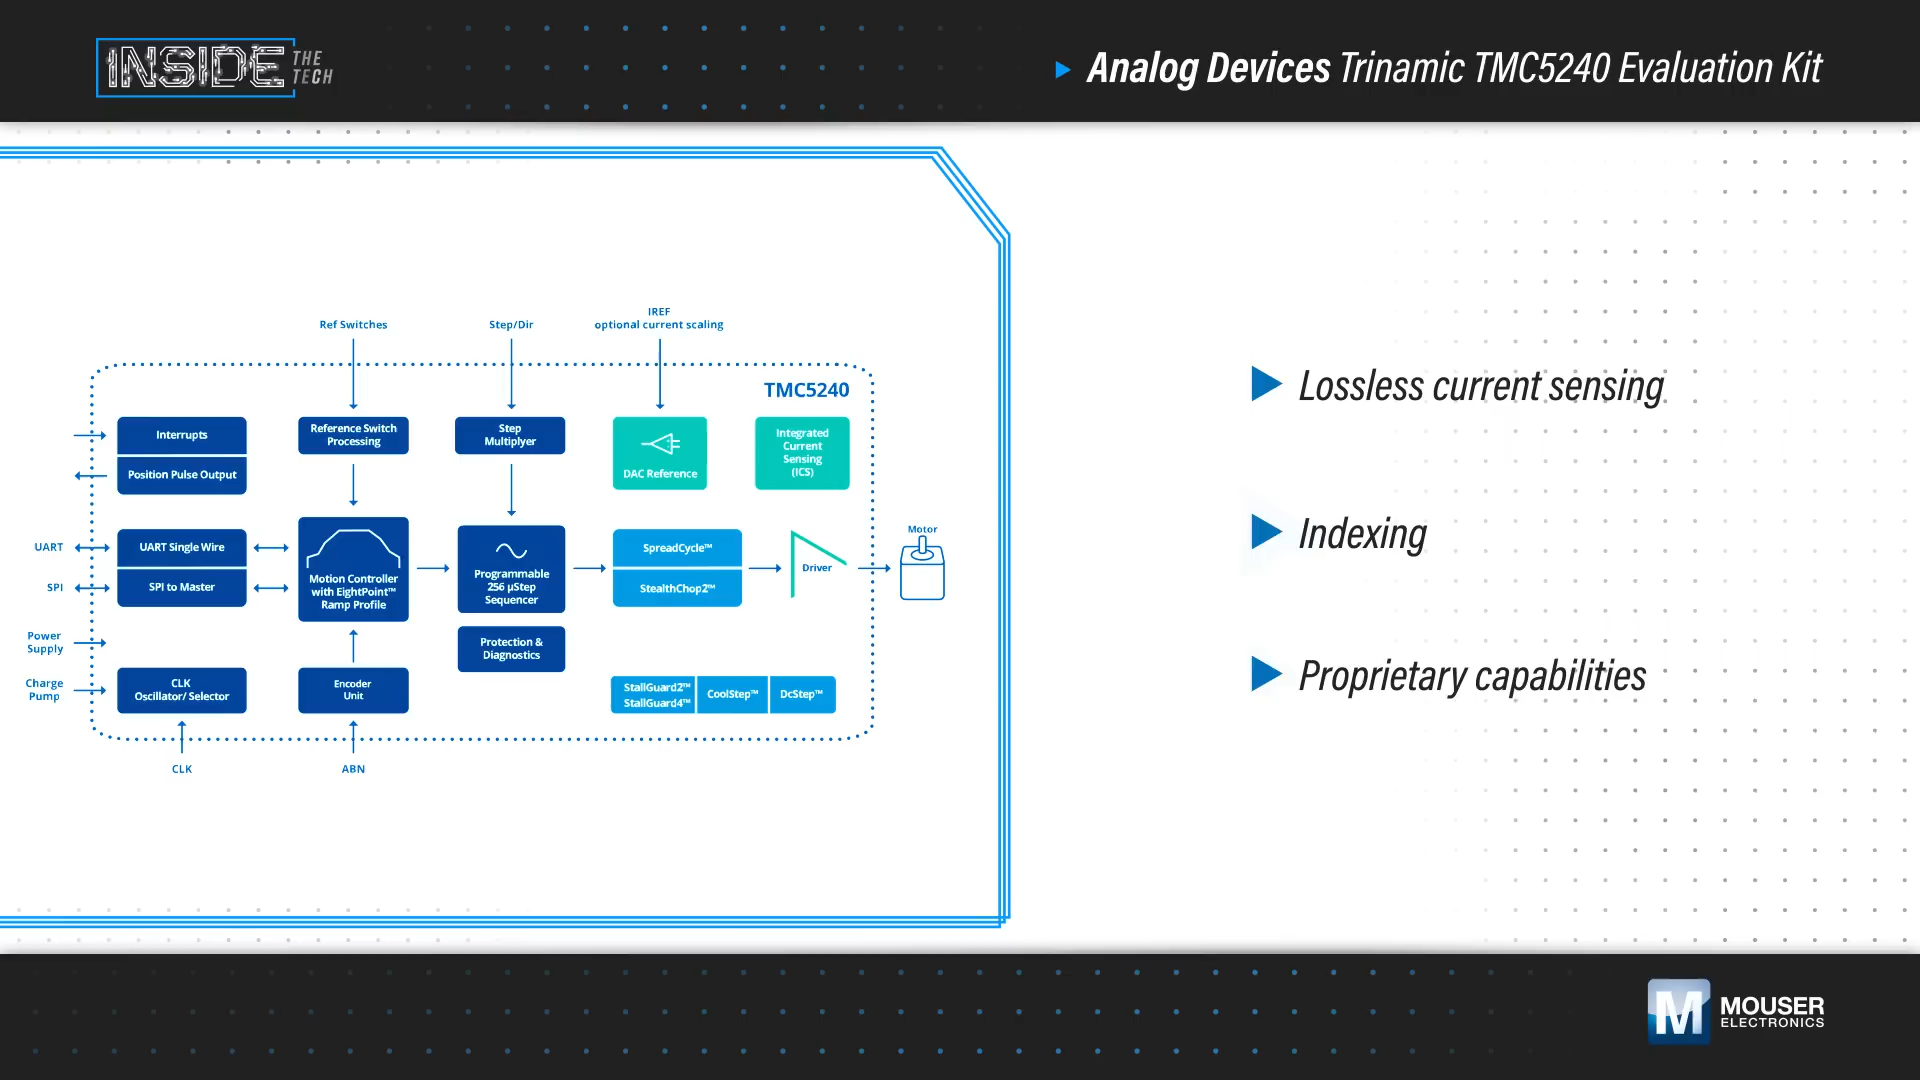 INSIDE THE TECH
Analog Devices Trinamic TMC5240 Evaluation Kit
Ref Switches
Step/Dir
IREF
optional current scaling
TMC5240
Interrupts
Position Pulse Output
Reference Switch
Processing
Step
Multiplyer
DAC Reference
Integrated
Current
Sensing
(ICS)
UART
SPI
UART Single Wire
SPI to Master
Motion Controller
with EightPoint™
Ramp Profile
Programmable
256 µStep
Sequencer
SpreadCycle™
StealthChop2™
Driver
Motor
Power
Supply
Charge
Pump
Protection &
Diagnostics
CLK
Oscillator/ Selector
Encoder
Unit
StallGuard2™
StallGuard4™
CoolStep™
DcStep™
CLK
ABN
Lossless current sensing
Indexing
Proprietary capabilities
M MOUSER
ELECTRONICS